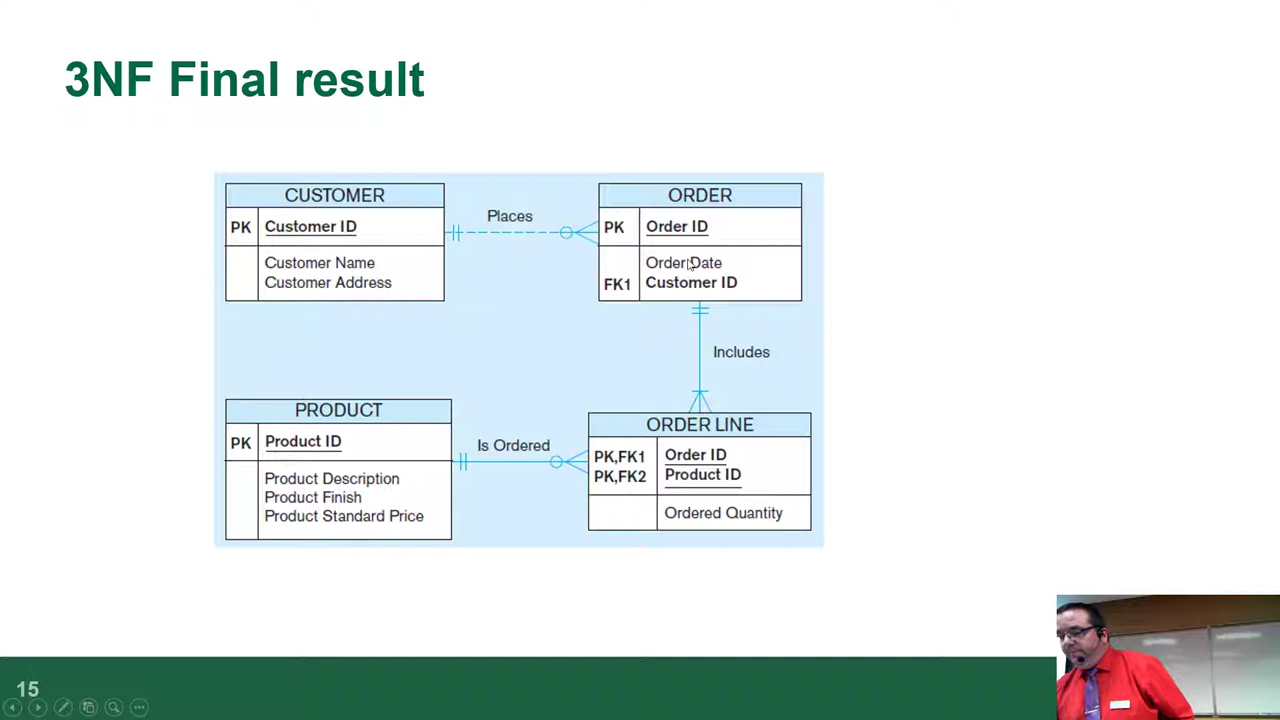 3NF Final result
CUSTOMER
PK Customer ID
Customer Name
Customer Address
Places
ORDER
PK Order ID
Order Date
FK1 Customer ID
Includes
PRODUCT
PK Product ID
Product Description
Product Finish
Product Standard Price
Is Ordered
ORDER LINE
PK,FK1 Order ID
PK,FK2 Product ID
Ordered Quantity
15